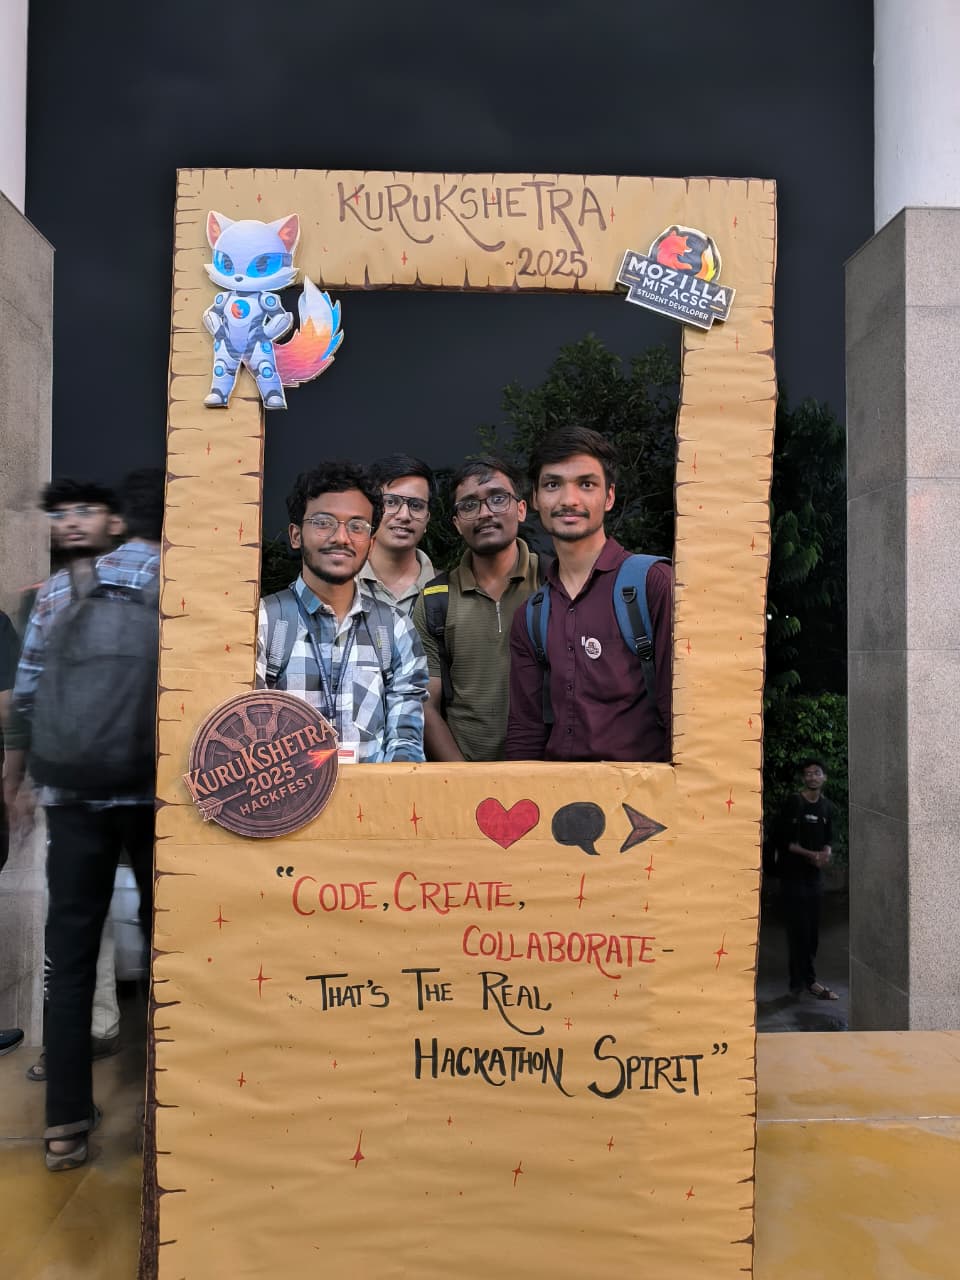 KURUKSHETRA
-2025
MOZILLA
MIT ACSC
STUDENT DEVELOPER
KURUKSHETRA
2025
HACKFEST
"CODE, CREATE,
COLLABORATE-
THAT'S THE REAL
HACKATHON SPIRIT"